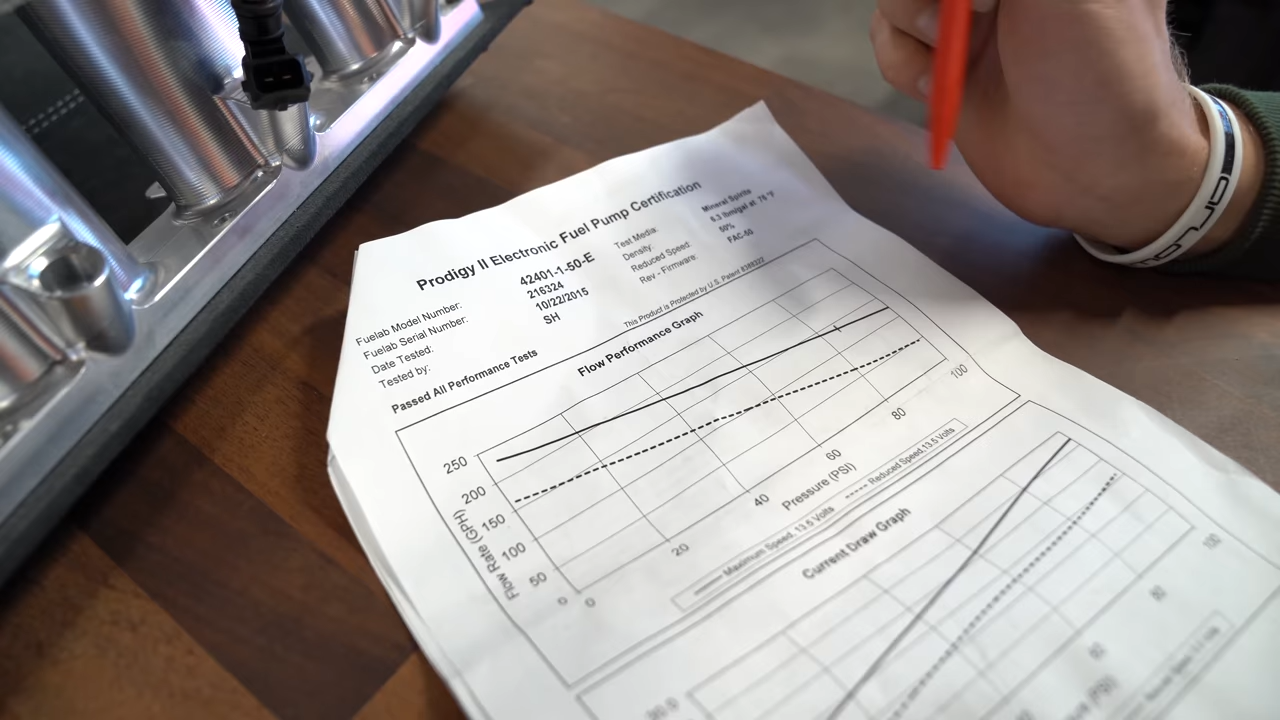 Prodigy II Electronic Fuel Pump Certification
Fuelab Model Number: 42401-1-50-E
Fuelab Serial Number: 216324
Date Tested: 10/22/2015
Tested by: SH
Test Media: Mineral Spirits
Density: 6.3 lbm/gal at 76 °F
Reduced Speed: 50%
Rev - Firmware: FAC-50
Passed All Performance Tests
This Product is Protected by U.S. Patent
Flow Performance Graph
250
200
150
100
50
0
Flow Rate (GPH)
0 20 40 60 80 100
Pressure (PSI)
Maximum Speed, 13.5 Volts Reduced Speed, 13.5 Volts
Current Draw Graph
60 80 100
(PSI)